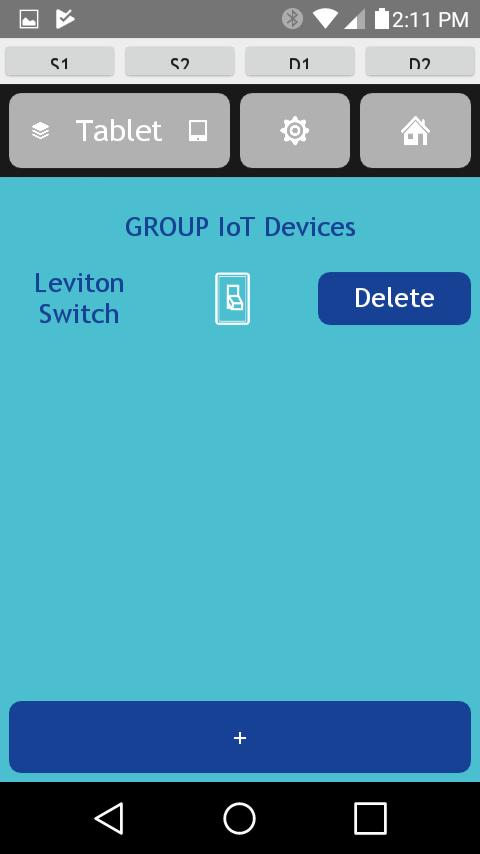 2:11 PM
S1 S2 D1 D2
Tablet
GROUP IoT Devices
Leviton
Switch
Delete
+